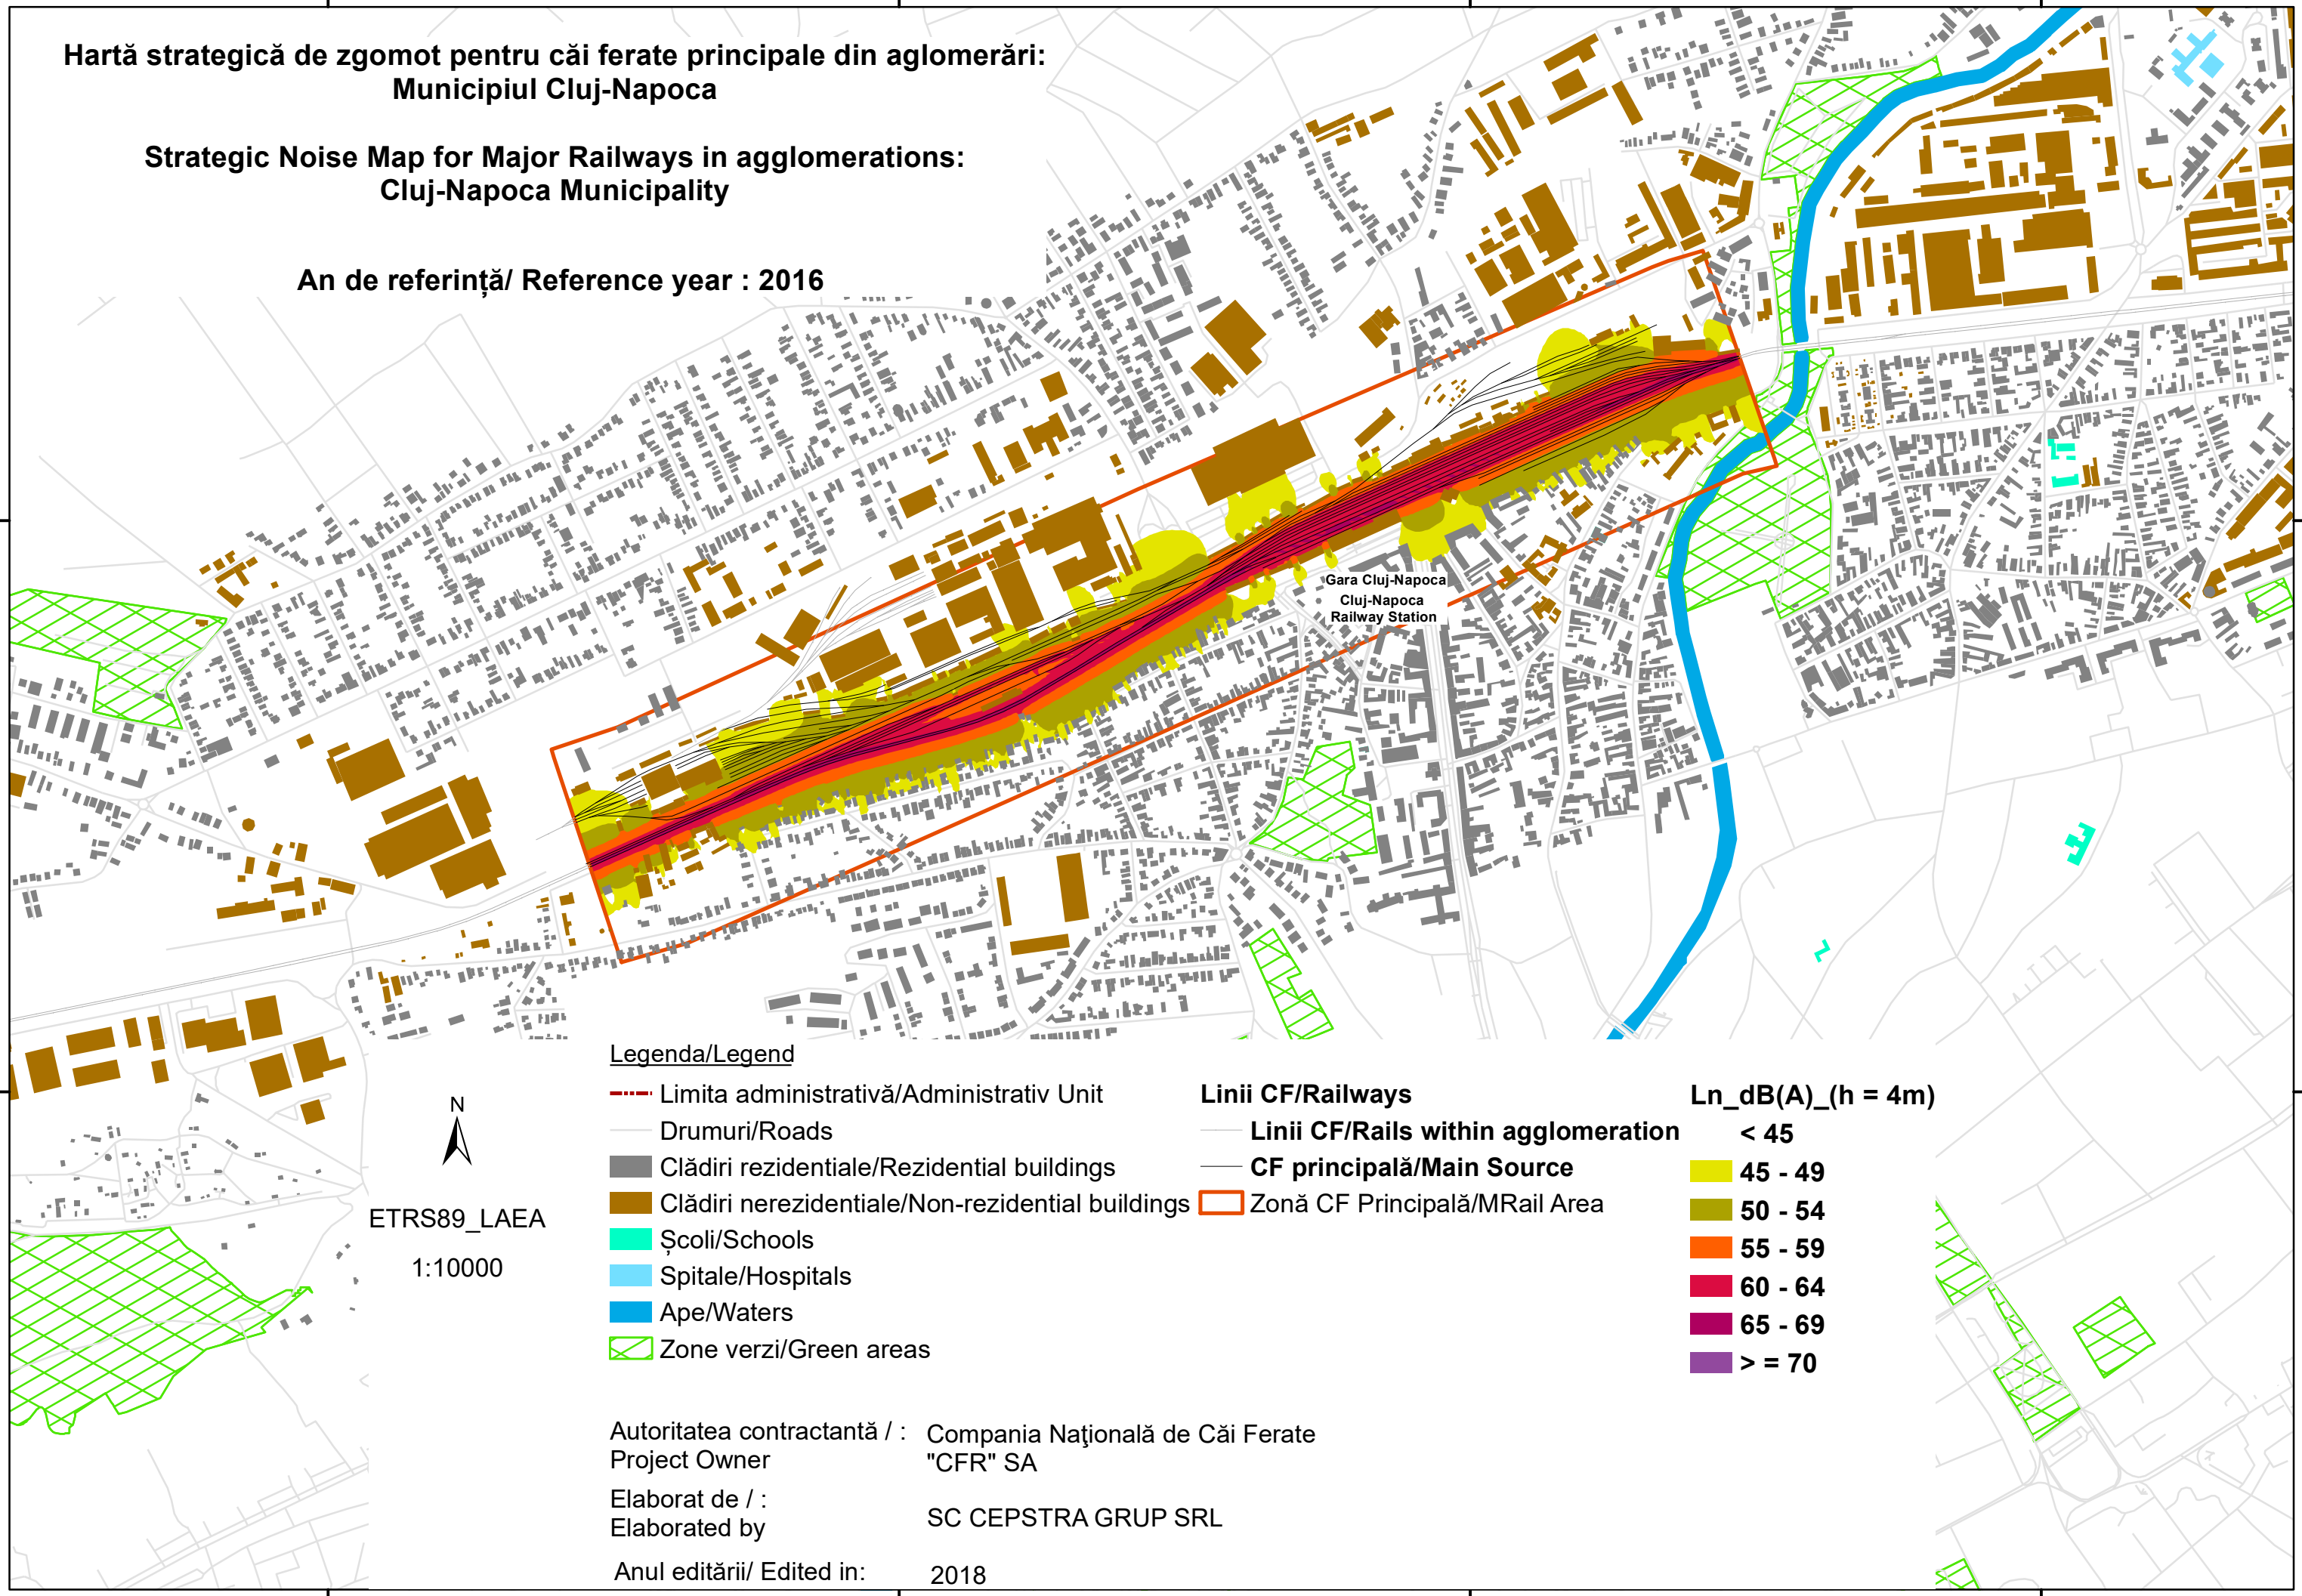 Hartă strategică de zgomot pentru căi ferate principale din aglomerări:
Municipiul Cluj-Napoca
Strategic Noise Map for Major Railways in agglomerations:
Cluj-Napoca Municipality
An de referință/ Reference year : 2016
Gara Cluj-Napoca
Cluj-Napoca
Railway Station
N
ETRS89_LAEA
1:10000
Legenda/Legend
Limita administrativă/Administrativ Unit
Drumuri/Roads
Clădiri rezidentiale/Rezidential buildings
Clădiri nerezidentiale/Non-rezidential buildings
Școli/Schools
Spitale/Hospitals
Ape/Waters
Zone verzi/Green areas
Linii CF/Railways
Linii CF/Rails within agglomeration
CF principală/Main Source
Zonă CF Principală/MRail Area
Ln_dB(A)_(h = 4m)
< 45
45 - 49
50 - 54
55 - 59
60 - 64
65 - 69
> = 70
Autoritatea contractantă / : Compania Naţională de Căi Ferate
Project Owner "CFR" SA
Elaborat de / :
Elaborated by SC CEPSTRA GRUP SRL
Anul editării/ Edited in: 2018